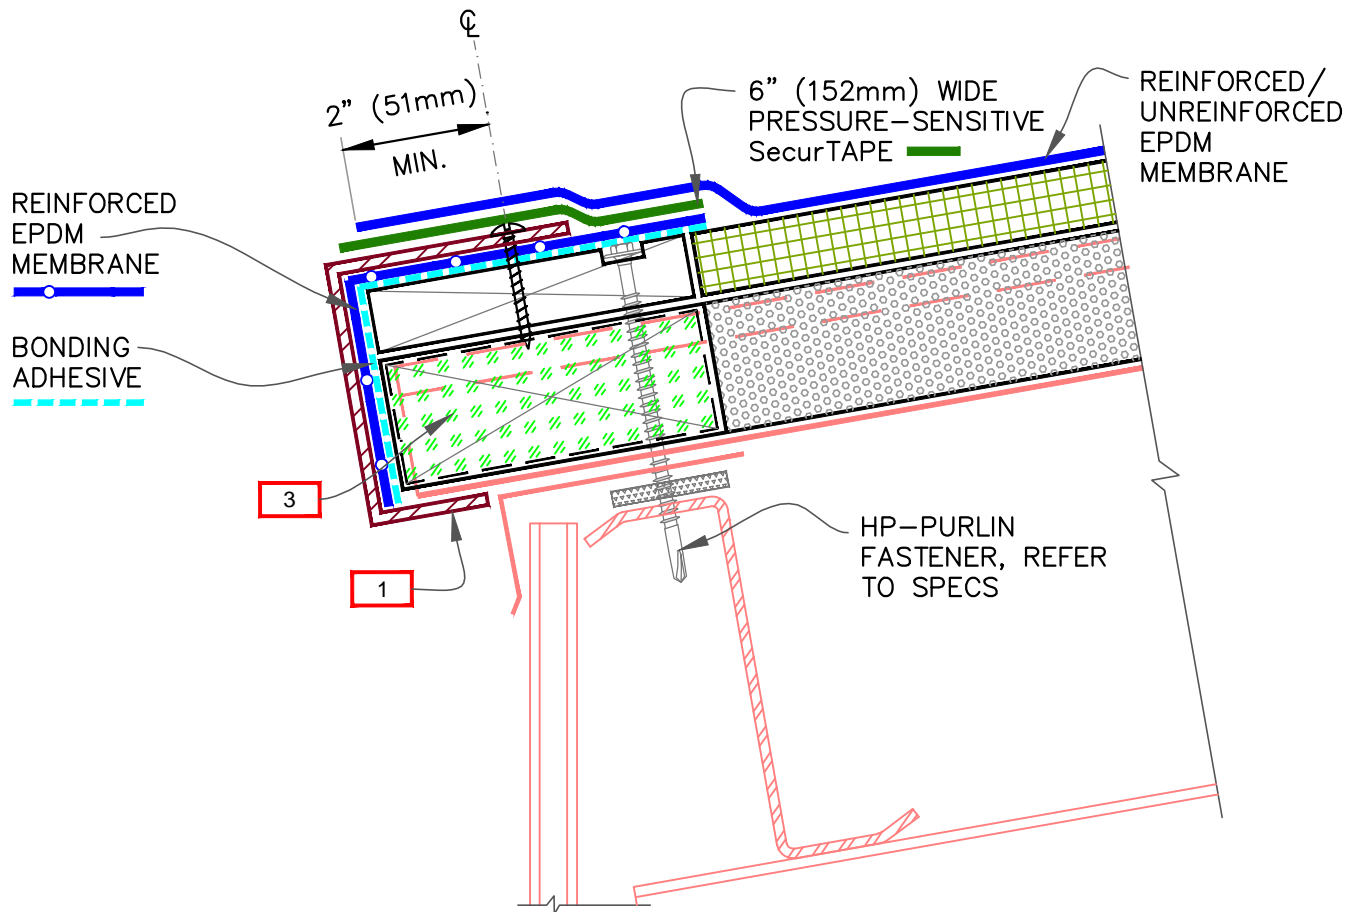 ℄
2” (51mm)
MIN.
6” (152mm) WIDE
PRESSURE–SENSITIVE
SecurTAPE
REINFORCED/
UNREINFORCED
EPDM
MEMBRANE
REINFORCED
EPDM
MEMBRANE
BONDING
ADHESIVE
3
1
HP–PURLIN
FASTENER, REFER
TO SPECS